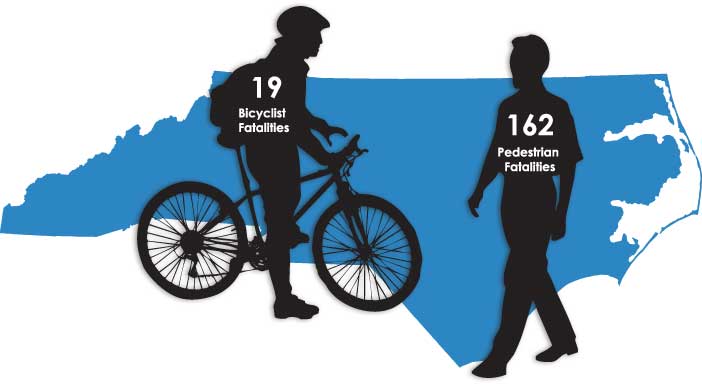 19
Bicyclist
Fatalities
162
Pedestrian
Fatalities